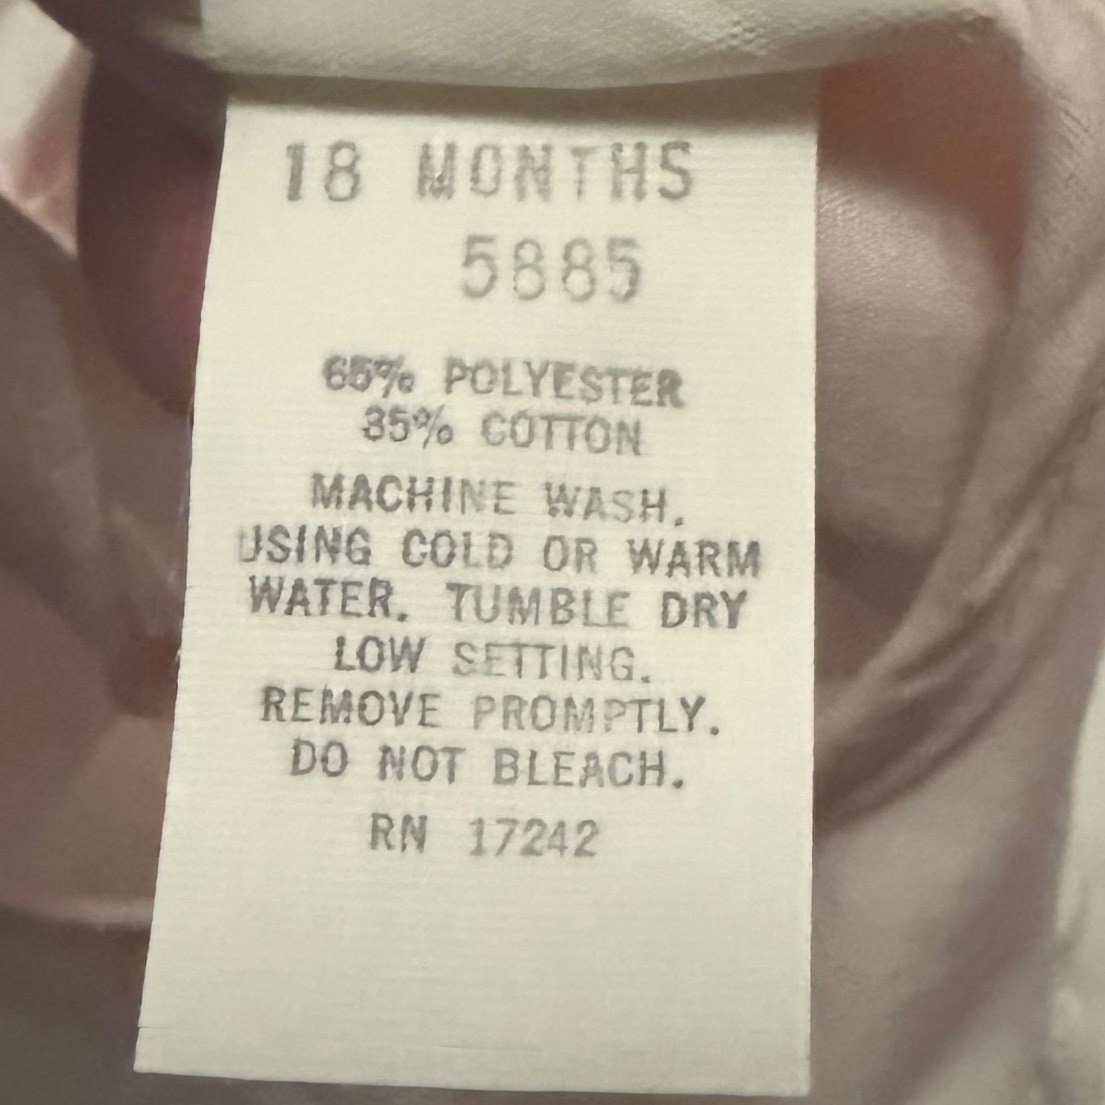 18 MONTHS
5885
65% POLYESTER
35% COTTON
MACHINE WASH.
USING COLD OR WARM
WATER. TUMBLE DRY
LOW SETTING.
REMOVE PROMPTLY.
DO NOT BLEACH.
RN 17242